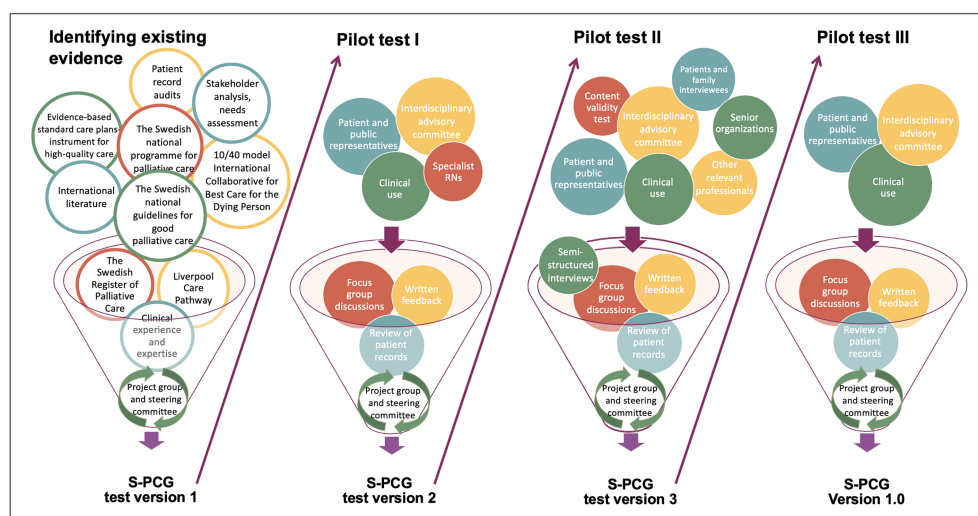 Identifying existing
evidence
Patient
record
audits
Stakeholder
analysis,
needs
assessment
Evidence-based
standard care plans-
instrument for
high-quality care
The Swedish
national
programme for
palliative care
10/40 model
International
Collaborative for
Best Care for the
Dying Person
International
literature
The Swedish
national
guidelines for
good
palliative care
The
Swedish
Register of
Palliative
Care
Liverpool
Care
Pathway
Clinical
experience
and
expertise
Project group
and steering
committee
S-PCG
test version 1
Pilot test I
Patient and
public
representatives
Interdisciplinary
advisory
committee
Specialist
RNs
Clinical
use
Focus
group
discussions
Written
feedback
Review of
patient
records
Project group
and steering
committee
S-PCG
test version 2
Pilot test II
Patients and
family
interviewees
Content
validity
test
Interdisciplinary
advisory
committee
Senior
organizations
Patient and
public
representatives
Clinical
use
Other
relevant
professionals
Semi-
structured
interviews
Focus
group
discussions
Written
feedback
Review of
patient
records
Project group
and steering
committee
S-PCG
test version 3
Pilot test III
Patient and
public
representatives
Interdisciplinary
advisory
committee
Clinical
use
Focus
group
discussions
Written
feedback
Review of
patient
records
Project group
and steering
committee
S-PCG
Version 1.0